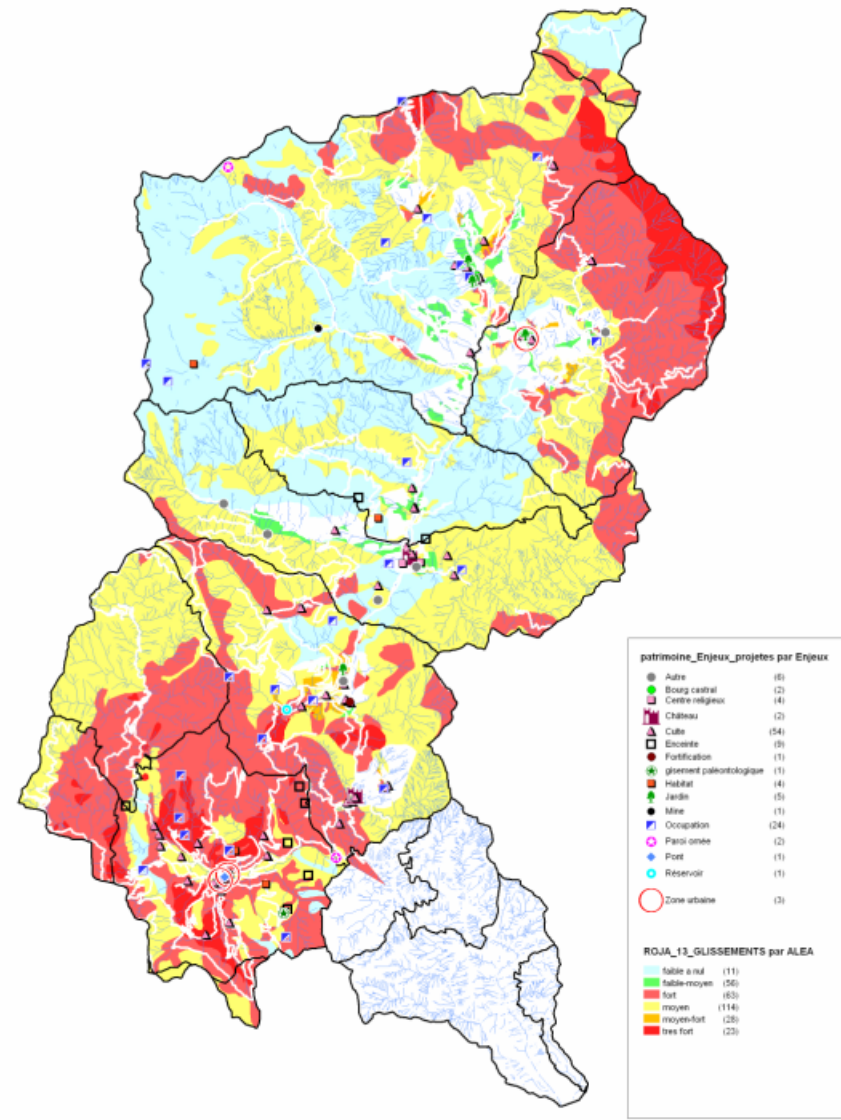 patrimoine_Enjeux_projetes par Enjeux
Autre (6)
Bourg castral (2)
Centre religieux (4)
Château (2)
Culte (54)
Enceinte (9)
Fortification (1)
gisement paléontologique (1)
Habitat (4)
Jardin (5)
Mine (1)
Occupation (24)
Paroi ornée (2)
Pont (1)
Réservoir (1)
Zone urbaine (3)
ROJA_13_GLISSEMENTS par ALEA
faible a nul (11)
faible-moyen (56)
fort (63)
moyen (114)
moyen-fort (28)
tres fort (23)